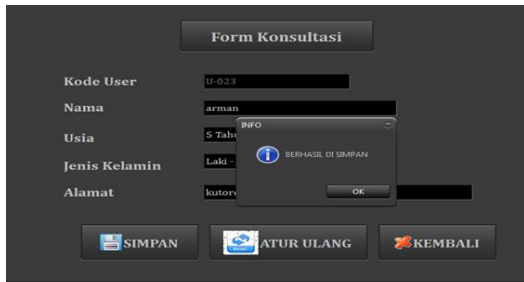 Form Konsultasi
Kode User U-023
Nama arman
INFO
Usia 5 Tahu
BERHASIL DI SIMPAN
Jenis Kelamin Laki -
OK
Alamat kutore
SIMPAN ATUR ULANG KEMBALI